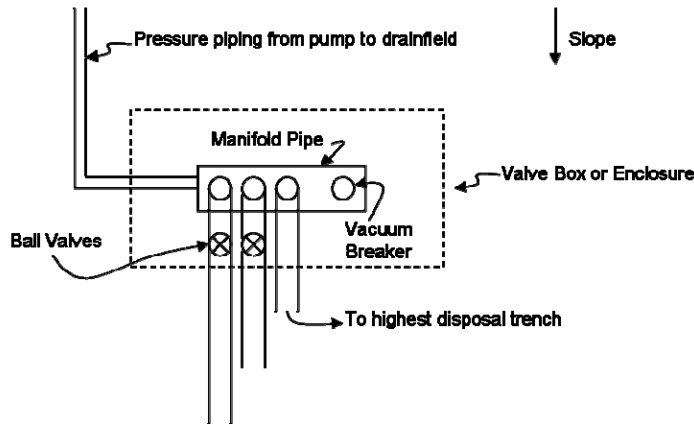 Pressure piping from pump to drainfield
Slope
Manifold Pipe
Valve Box or Enclosure
Ball Valves
Vacuum
Breaker
To highest disposal trench